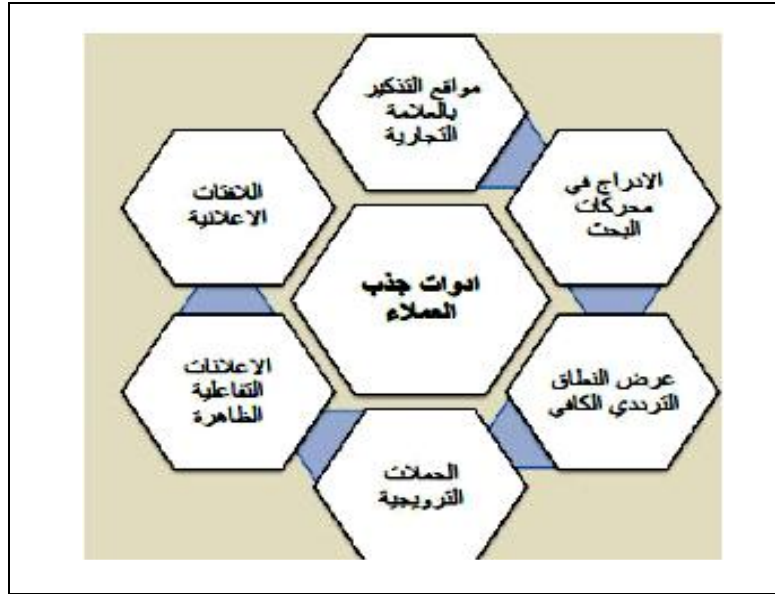 مواقع التذكير
بالعلامة
التجارية
الادراج في
محركات
البحث
اللافتات
الاعلانية
ادوات جذب
العملاء
عرض النطاق
الترددي الكافي
الاعلانات
التفاعلية
الظاهرة
الحملات
الترويجية